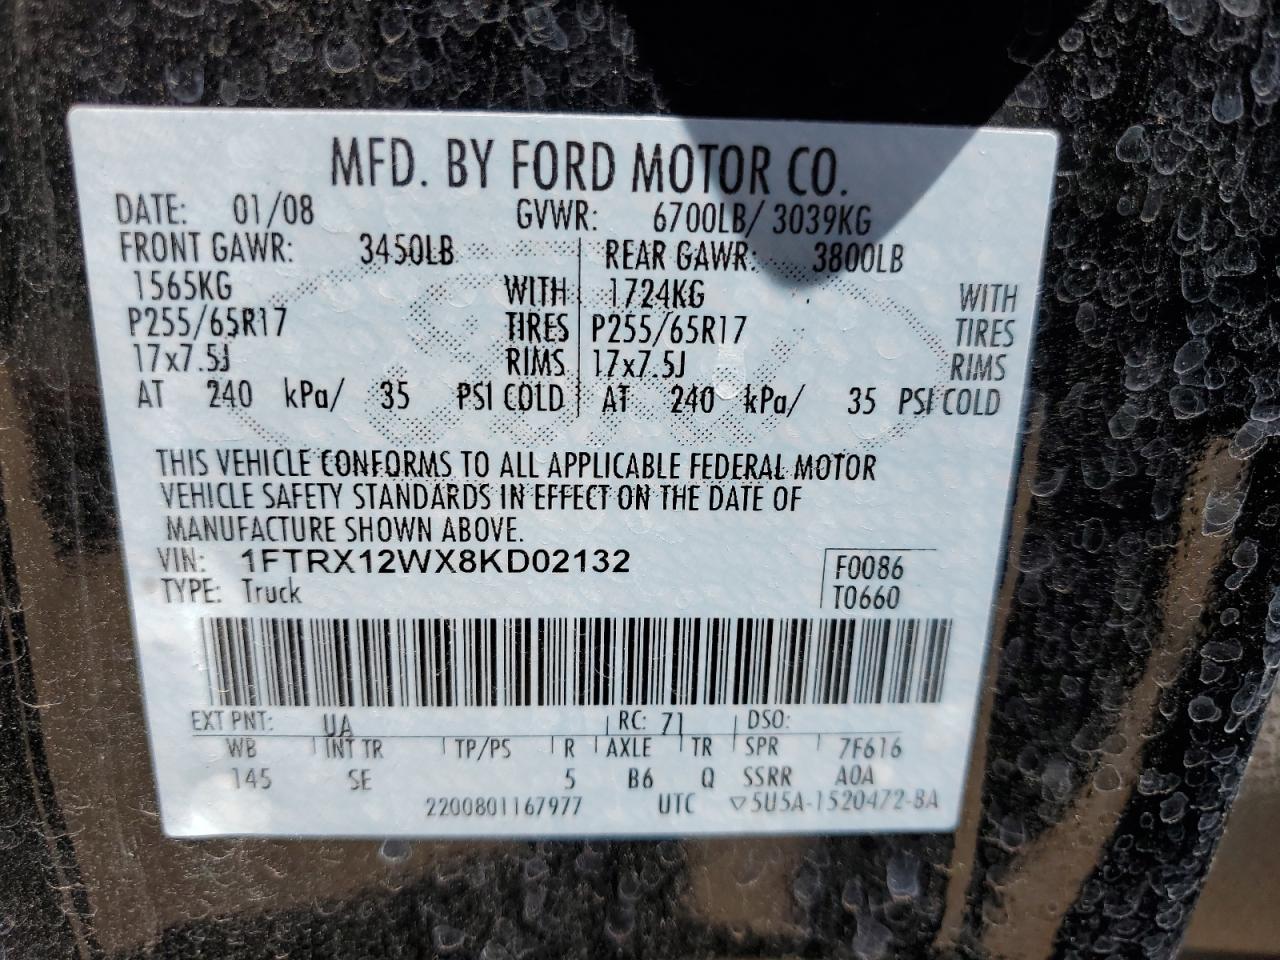 MFD. BY FORD MOTOR CO.
DATE: 01/08 GVWR: 6700LB/ 3039KG
FRONT GAWR: 3450LB REAR GAWR: 3800LB
1565KG WITH 1724KG WITH
P255/65R17 TIRES P255/65R17 TIRES
17x7.5J RIMS 17x7.5J RIMS
AT 240 kPa/ 35 PSI COLD AT 240 kPa/ 35 PSI COLD
THIS VEHICLE CONFORMS TO ALL APPLICABLE FEDERAL MOTOR
VEHICLE SAFETY STANDARDS IN EFFECT ON THE DATE OF
MANUFACTURE SHOWN ABOVE.
VIN: 1FTRX12WX8KD02132 F0086
TYPE: Truck T0660
EXT PNT: UA RC: 71 DSO:
WB INT TR TP/PS R AXLE TR SPR 7F616
145 SE 5 B6 Q SSRR A0A
2200801167977 UTC ▽5U5A-1520472-BA